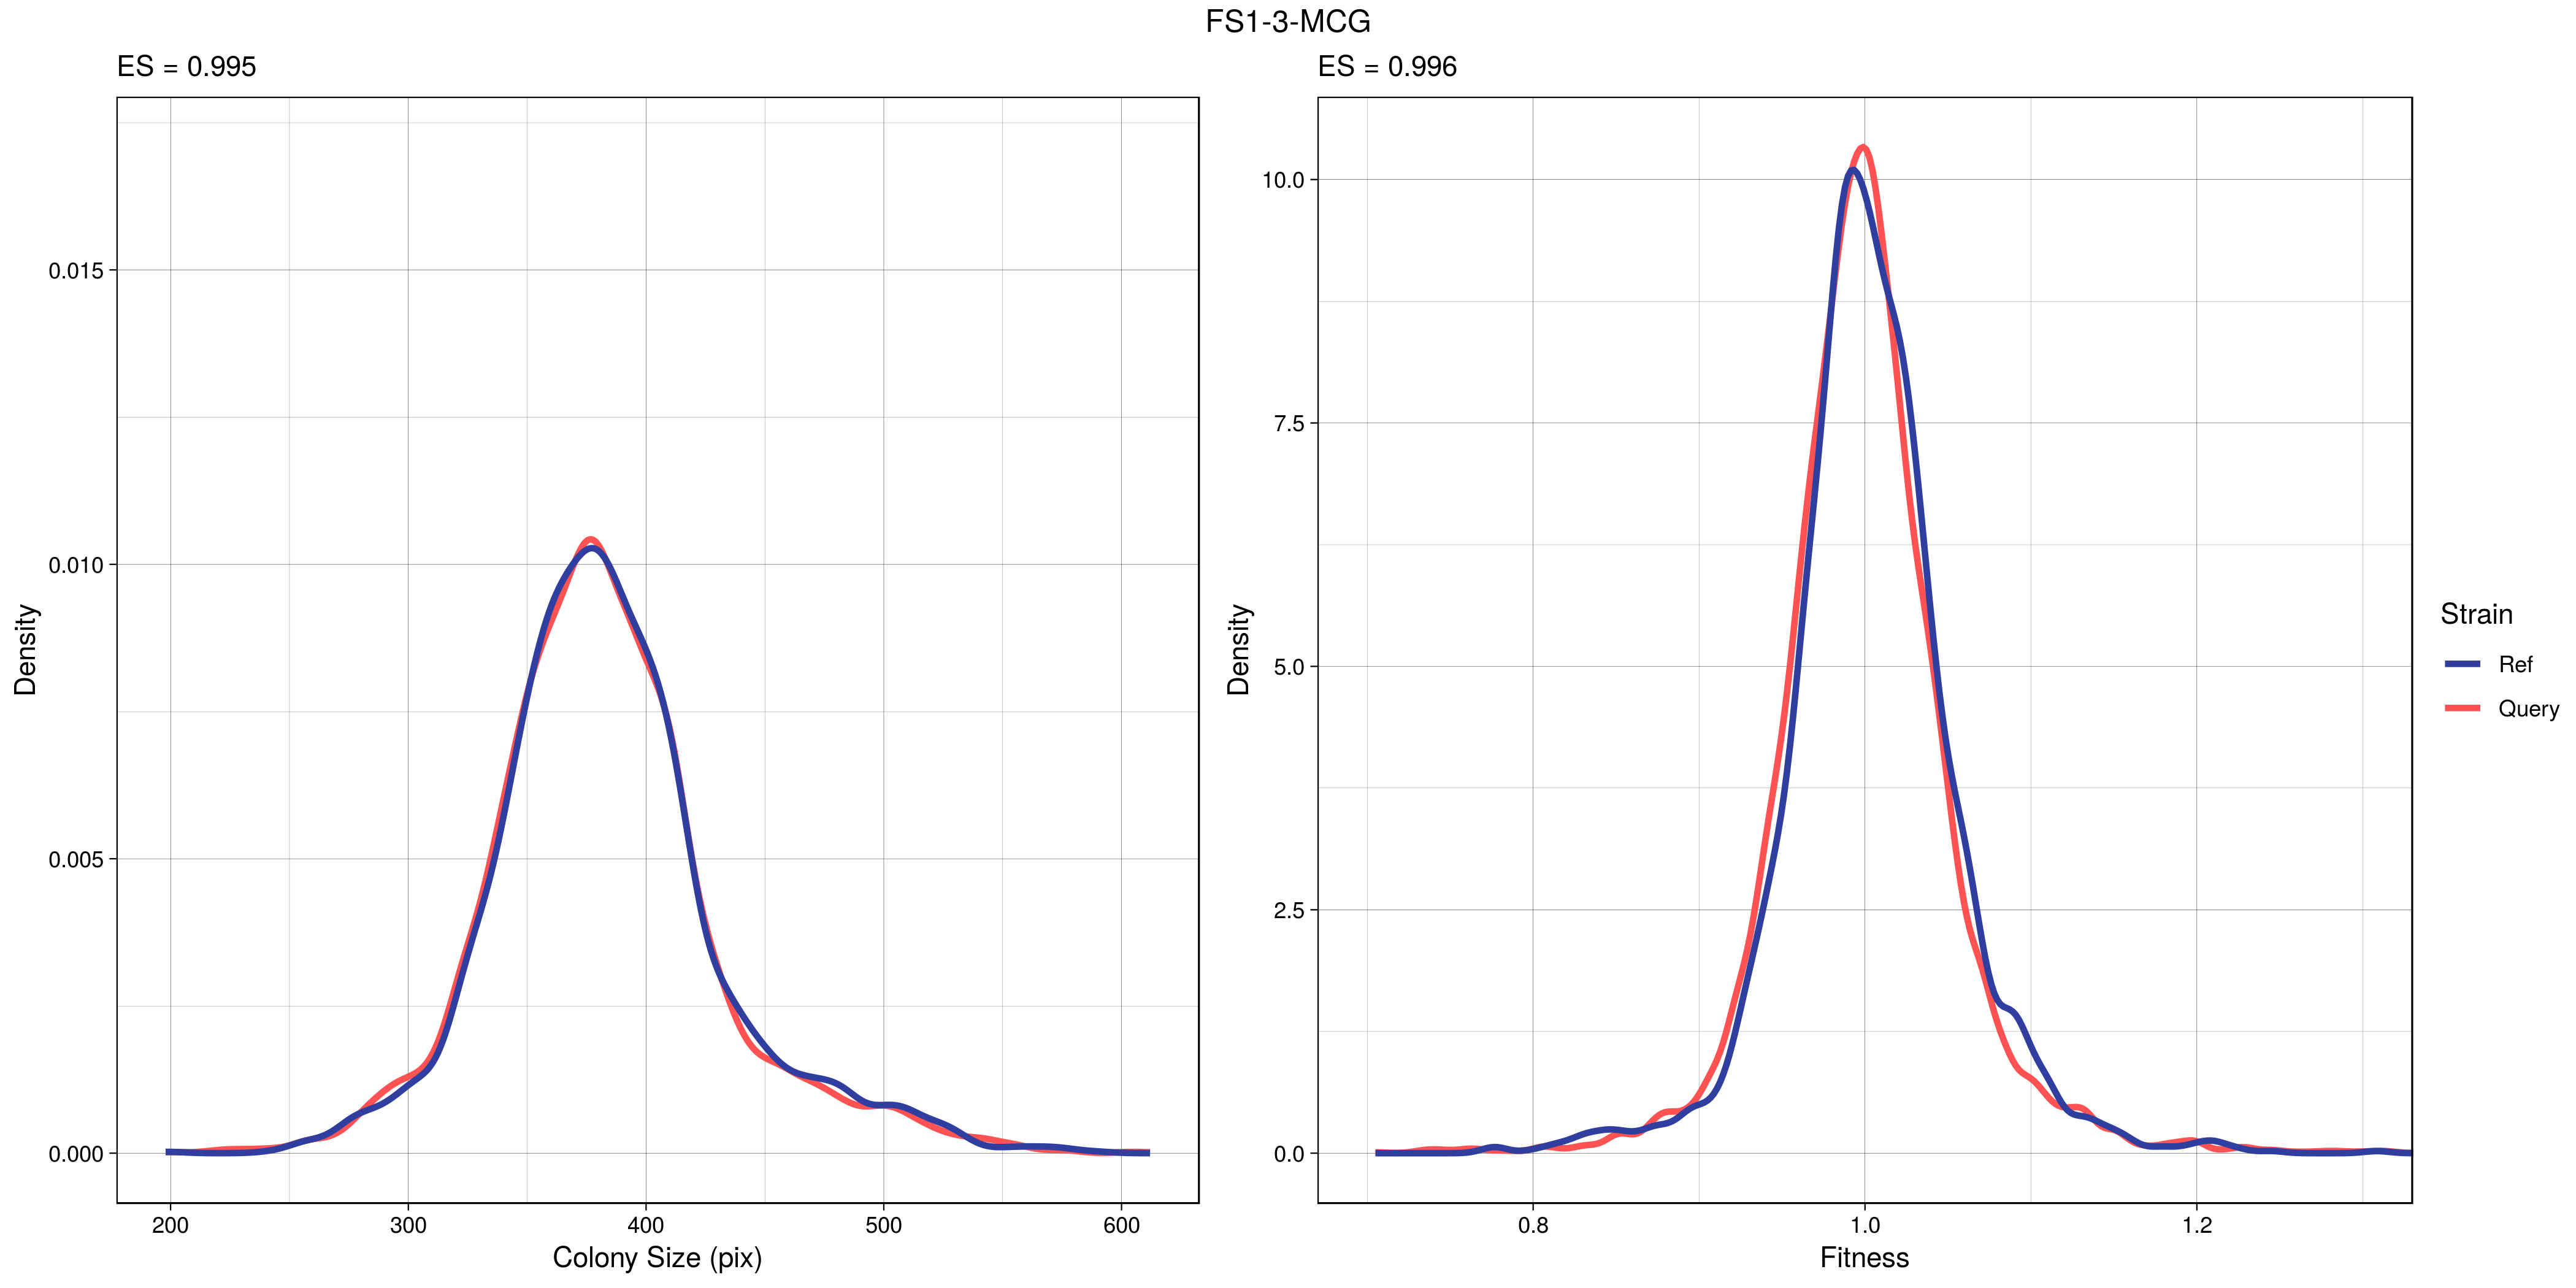 FS1-3-MCG
ES = 0.995
0.015
0.010
0.005
0.000
Density
200 300 400 500 600
Colony Size (pix)
ES = 0.996
10.0
7.5
5.0
2.5
0.0
Density
0.8 1.0 1.2
Fitness
Strain
Ref
Query